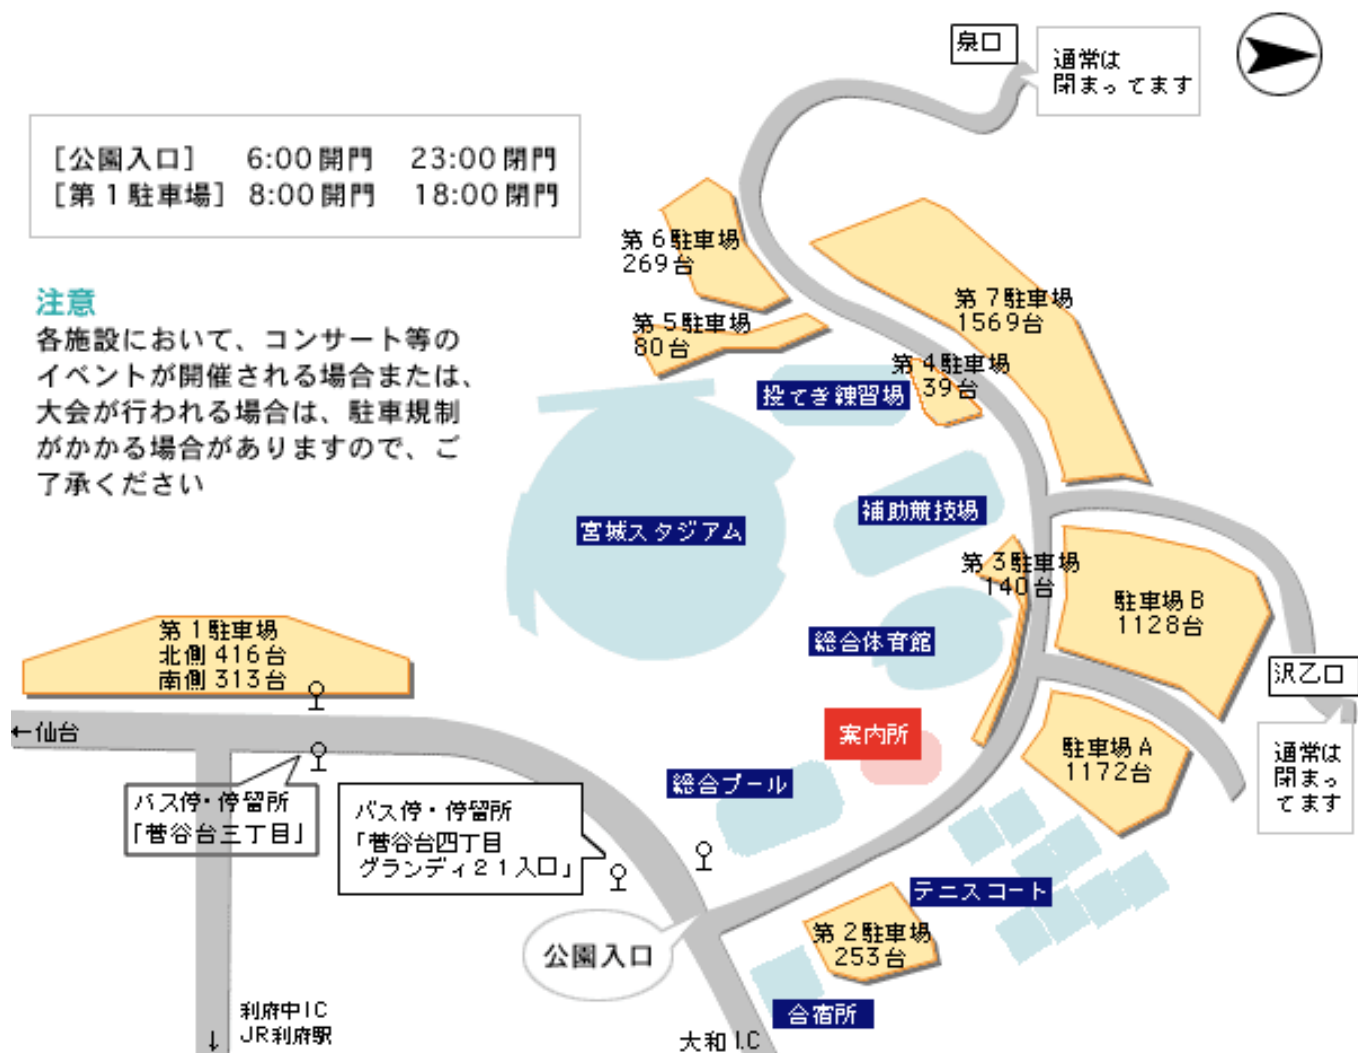 泉口
通常は
閉まってます
[公園入口] 6:00開門 23:00閉門
[第1駐車場] 8:00開門 18:00閉門
注意
各施設において、コンサート等の
イベントが開催される場合または、
大会が行われる場合は、駐車規制
がかかる場合がありますので、ご
了承ください
第6駐車場
269台
第7駐車場
1569台
第5駐車場
80台
第4駐車場
39台
投てき練習場
補助競技場
宮城スタジアム
第3駐車場
140台
駐車場B
1128台
総合体育館
第1駐車場
北側416台
南側313台
沢乙口
通常は
閉まっ
てます
←仙台
案内所
駐車場A
1172台
総合プール
バス停・停留所
「菅谷台三丁目」
バス停・停留所
「菅谷台四丁目
グランディ21入口」
テニスコート
第2駐車場
253台
公園入口
合宿所
利府中IC
JR利府駅
↓
大和I.C